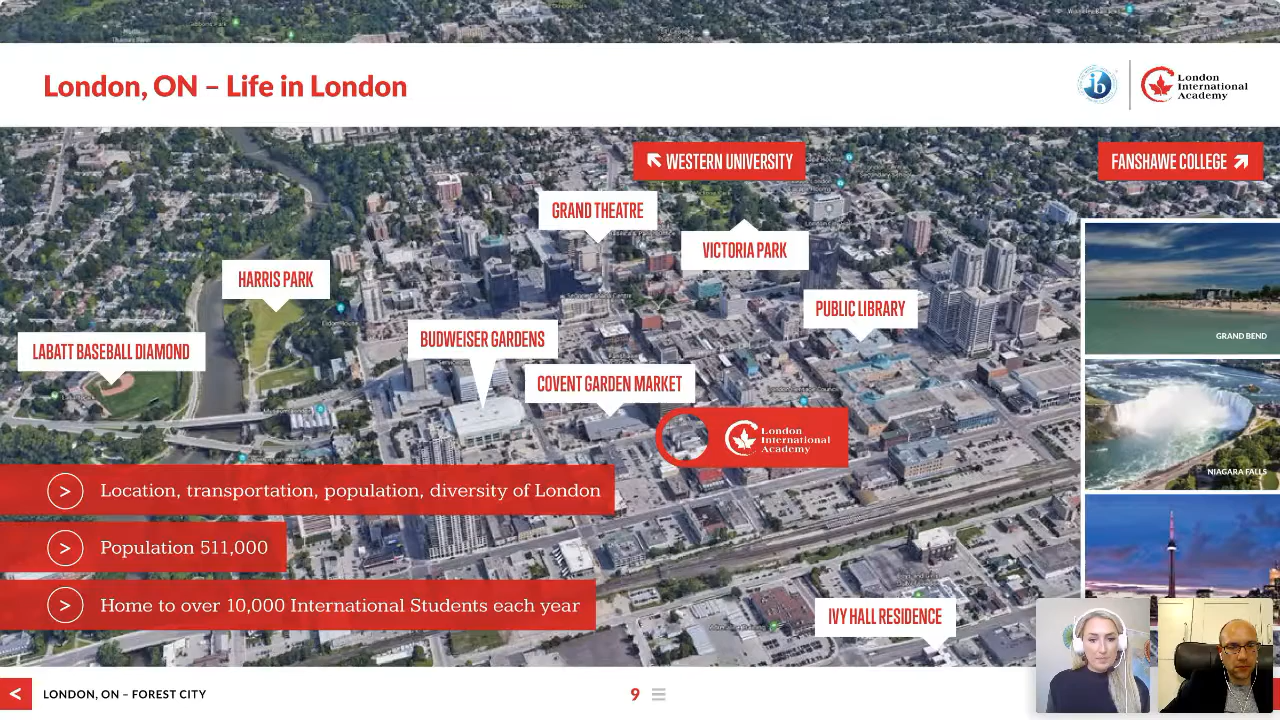 London, ON – Life in London
ib
London
International
Academy
WESTERN UNIVERSITY
FANSHAWE COLLEGE
GRAND THEATRE
VICTORIA PARK
HARRIS PARK
PUBLIC LIBRARY
BUDWEISER GARDENS
LABATT BASEBALL DIAMOND
COVENT GARDEN MARKET
London
International
Academy
GRAND BEND
NIAGARA FALLS
> Location, transportation, population, diversity of London
> Population 511,000
> Home to over 10,000 International Students each year
IVY HALL RESIDENCE
< LONDON, ON – FOREST CITY
9